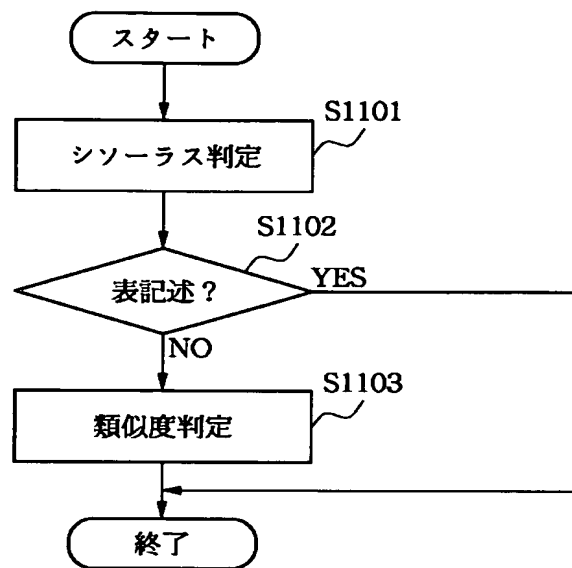 スタート
S1101
シソーラス判定
S1102
表記述？
YES
NO
S1103
類似度判定
終了